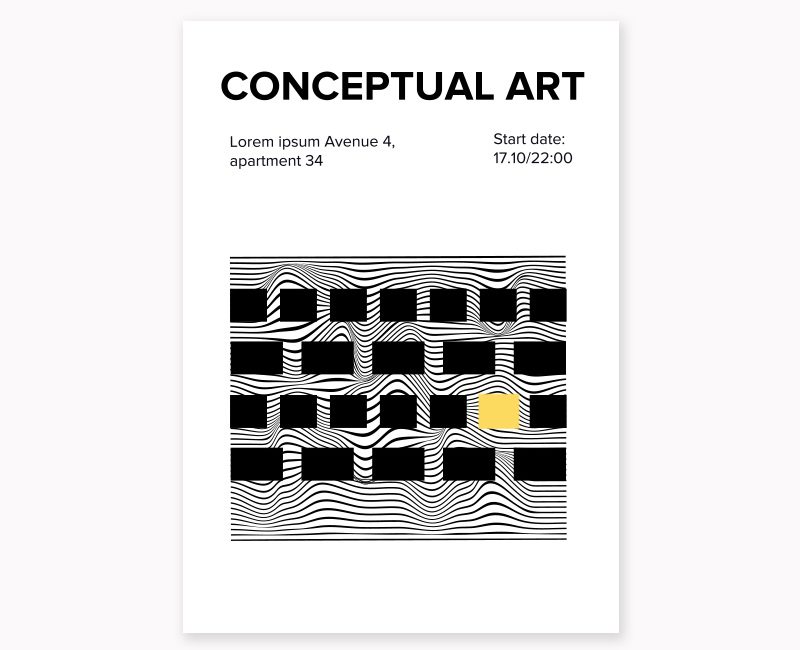 CONCEPTUAL ART
Lorem ipsum Avenue 4,
apartment 34
Start date:
17.10/22:00